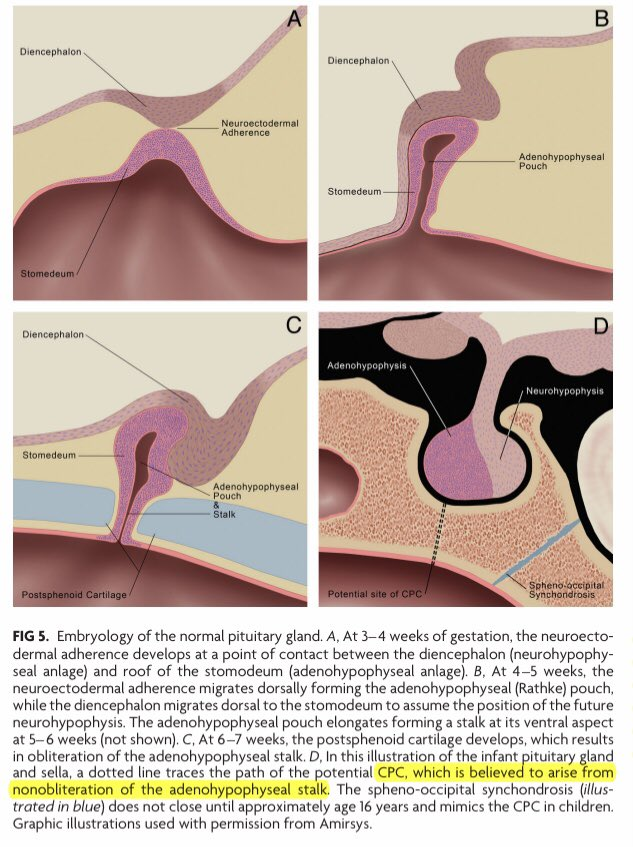 A
Diencephalon
Neuroectodermal
Adherence
Stomedeum
B
Diencephalon
Adenohypophyseal
Pouch
Stomedeum
C
Diencephalon
Stomedeum
Adenohypophyseal
Pouch
&
Stalk
Postsphenoid Cartilage
D
Adenohypophysis
Neurohypophysis
Potential site of CPC
Spheno-occipital
Synchondrosis
FIG 5. Embryology of the normal pituitary gland. A, At 3–4 weeks of gestation, the neuroecto-
dermal adherence develops at a point of contact between the diencephalon (neurohypophy-
seal anlage) and roof of the stomodeum (adenohypophyseal anlage). B, At 4–5 weeks, the
neuroectodermal adherence migrates dorsally forming the adenohypophyseal (Rathke) pouch,
while the diencephalon migrates dorsal to the stomodeum to assume the position of the future
neurohypophysis. The adenohypophyseal pouch elongates forming a stalk at its ventral aspect
at 5–6 weeks (not shown). C, At 6–7 weeks, the postsphenoid cartilage develops, which results
in obliteration of the adenohypophyseal stalk. D, In this illustration of the infant pituitary gland
and sella, a dotted line traces the path of the potential CPC, which is believed to arise from
nonobliteration of the adenohypophyseal stalk. The spheno-occipital synchondrosis (illus-
trated in blue) does not close until approximately age 16 years and mimics the CPC in children.
Graphic illustrations used with permission from Amirsys.